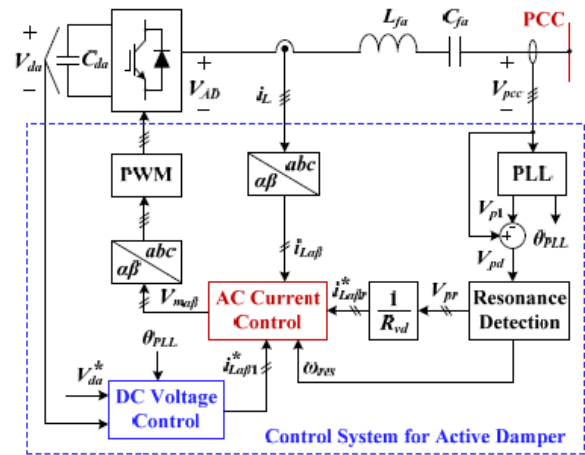 L_fa C_fa PCC
+ V_da − C_da
+ V_AD −
i_L
+ V_pcc −
PWM
abc
αβ
PLL
V_p1
θ_PLL
−
V_pd
abc
αβ
i_Lαβ
V_mαβ
AC Current
Control
i*_Lαβr
1
R_vd
V_pr
Resonance
Detection
θ_PLL
i*_Lαβ1
ω_res
V*_da
DC Voltage
Control
Control System for Active Damper